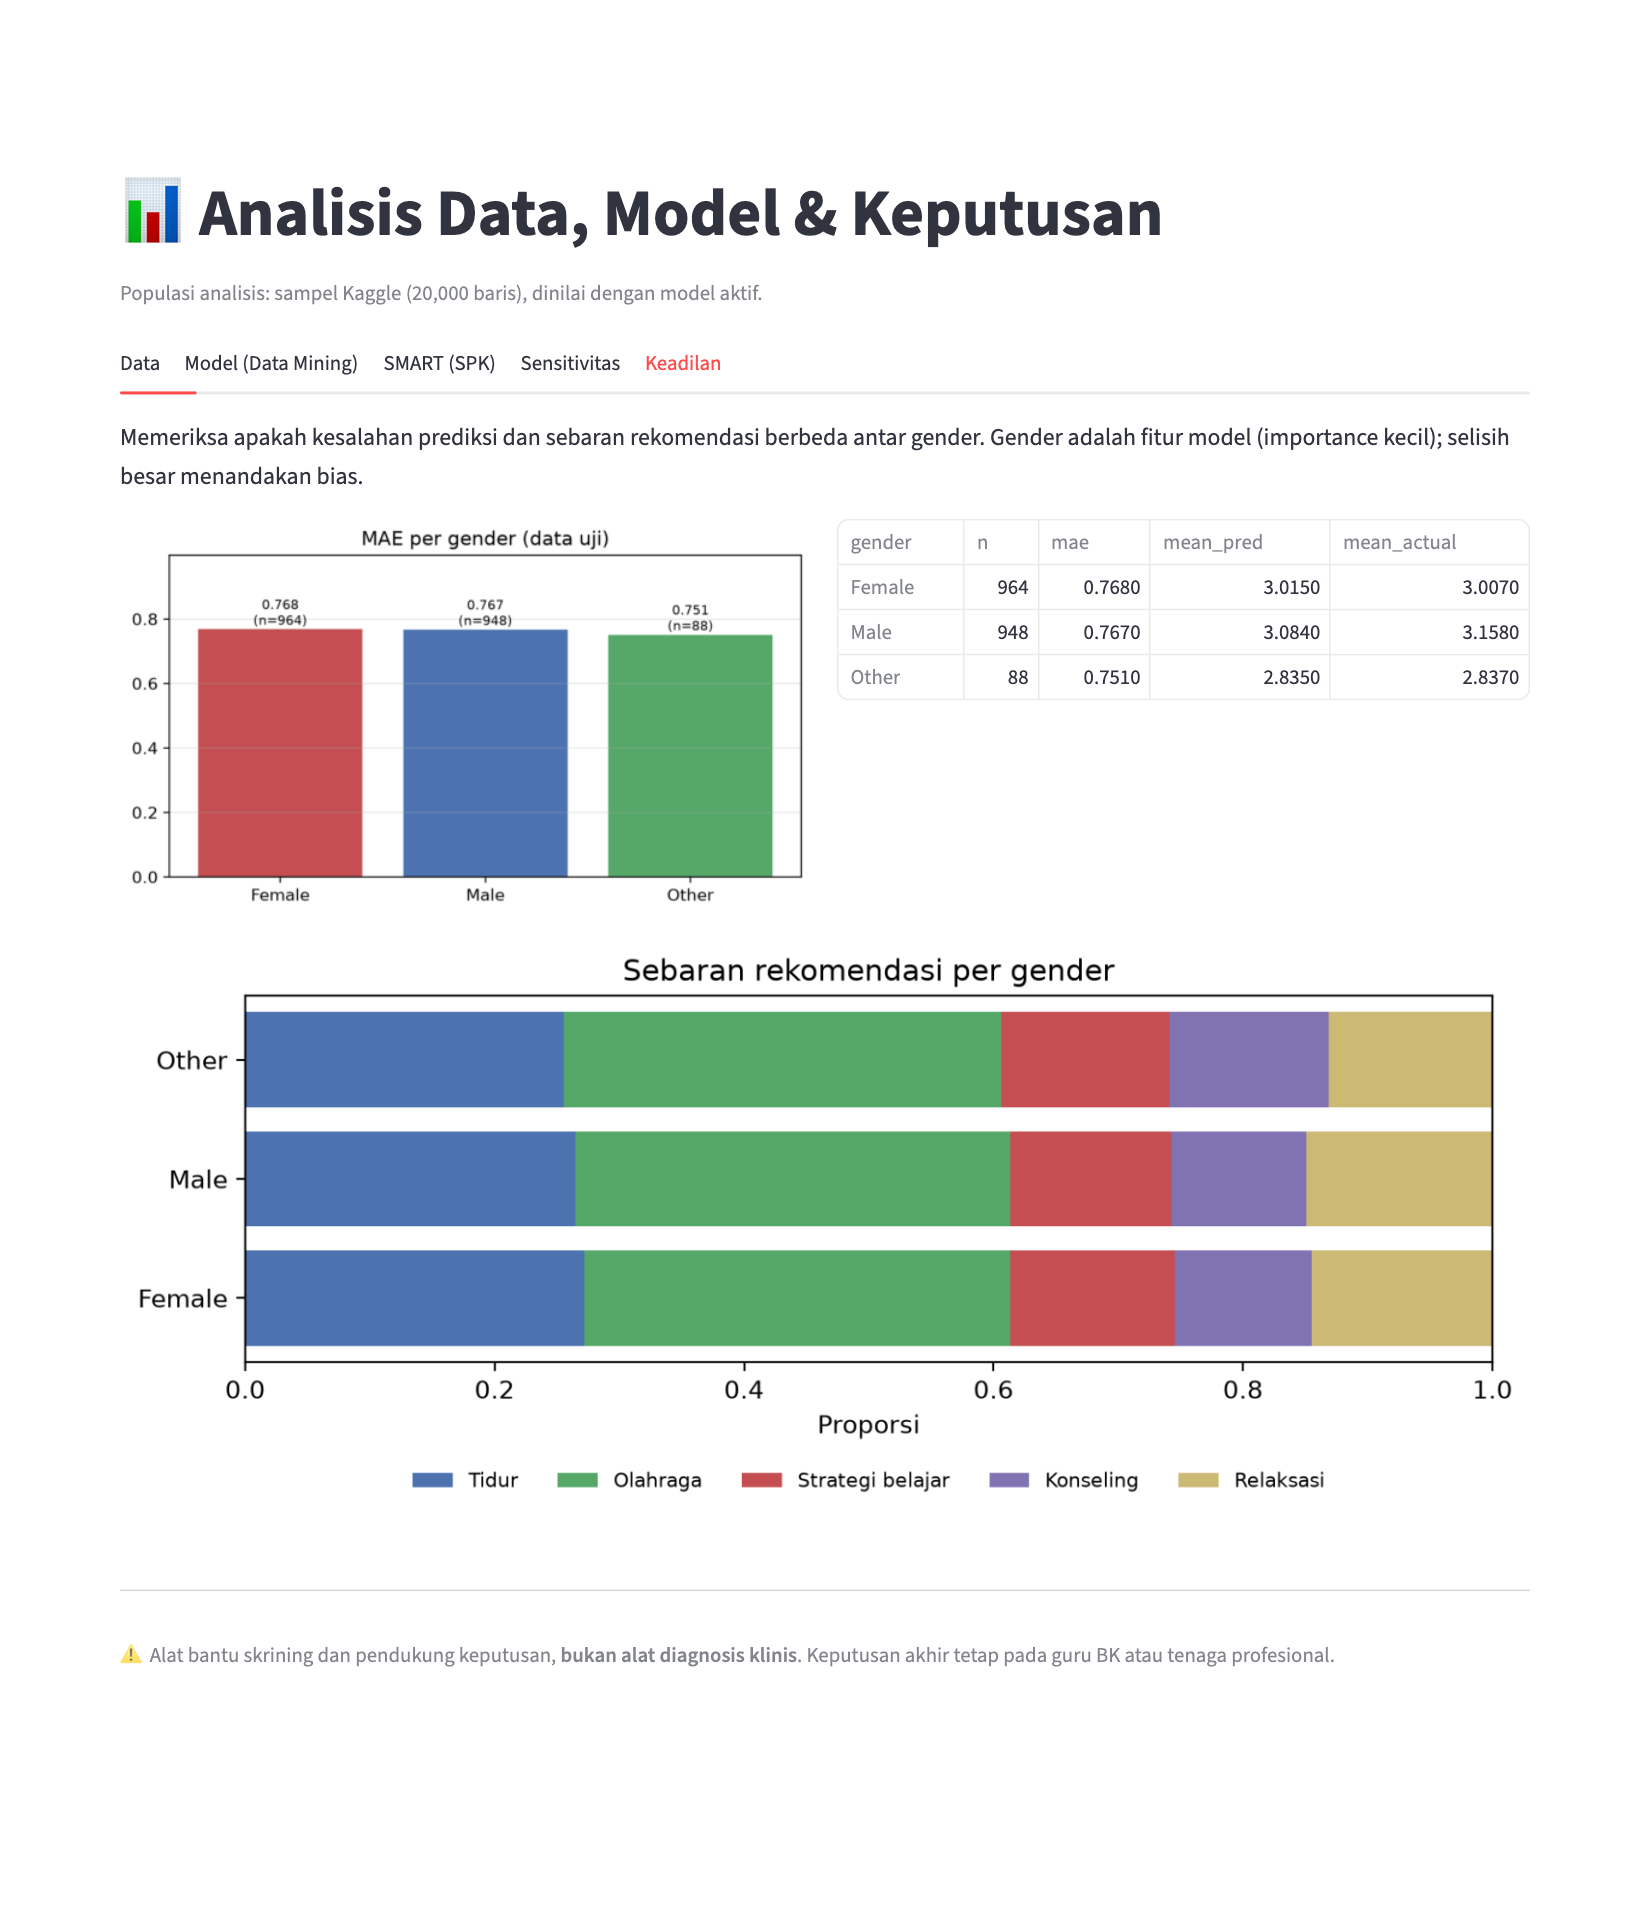 Analisis Data, Model & Keputusan
Populasi analisis: sampel Kaggle (20,000 baris), dinilai dengan model aktif.
Data Model (Data Mining) SMART (SPK) Sensitivitas Keadilan
Memeriksa apakah kesalahan prediksi dan sebaran rekomendasi berbeda antar gender. Gender adalah fitur model (importance kecil); selisih
besar menandakan bias.
MAE per gender (data uji)
0.768 0.767 0.751
(n=964) (n=948) (n=88)
0.8
0.6
0.4
0.2
0.0
Female Male Other
gender n mae mean_pred mean_actual
Female 964 0.7680 3.0150 3.0070
Male 948 0.7670 3.0840 3.1580
Other 88 0.7510 2.8350 2.8370
Sebaran rekomendasi per gender
Other
Male
Female
0.0 0.2 0.4 0.6 0.8 1.0
Proporsi
Tidur Olahraga Strategi belajar Konseling Relaksasi
Alat bantu skrining dan pendukung keputusan, bukan alat diagnosis klinis. Keputusan akhir tetap pada guru BK atau tenaga profesional.